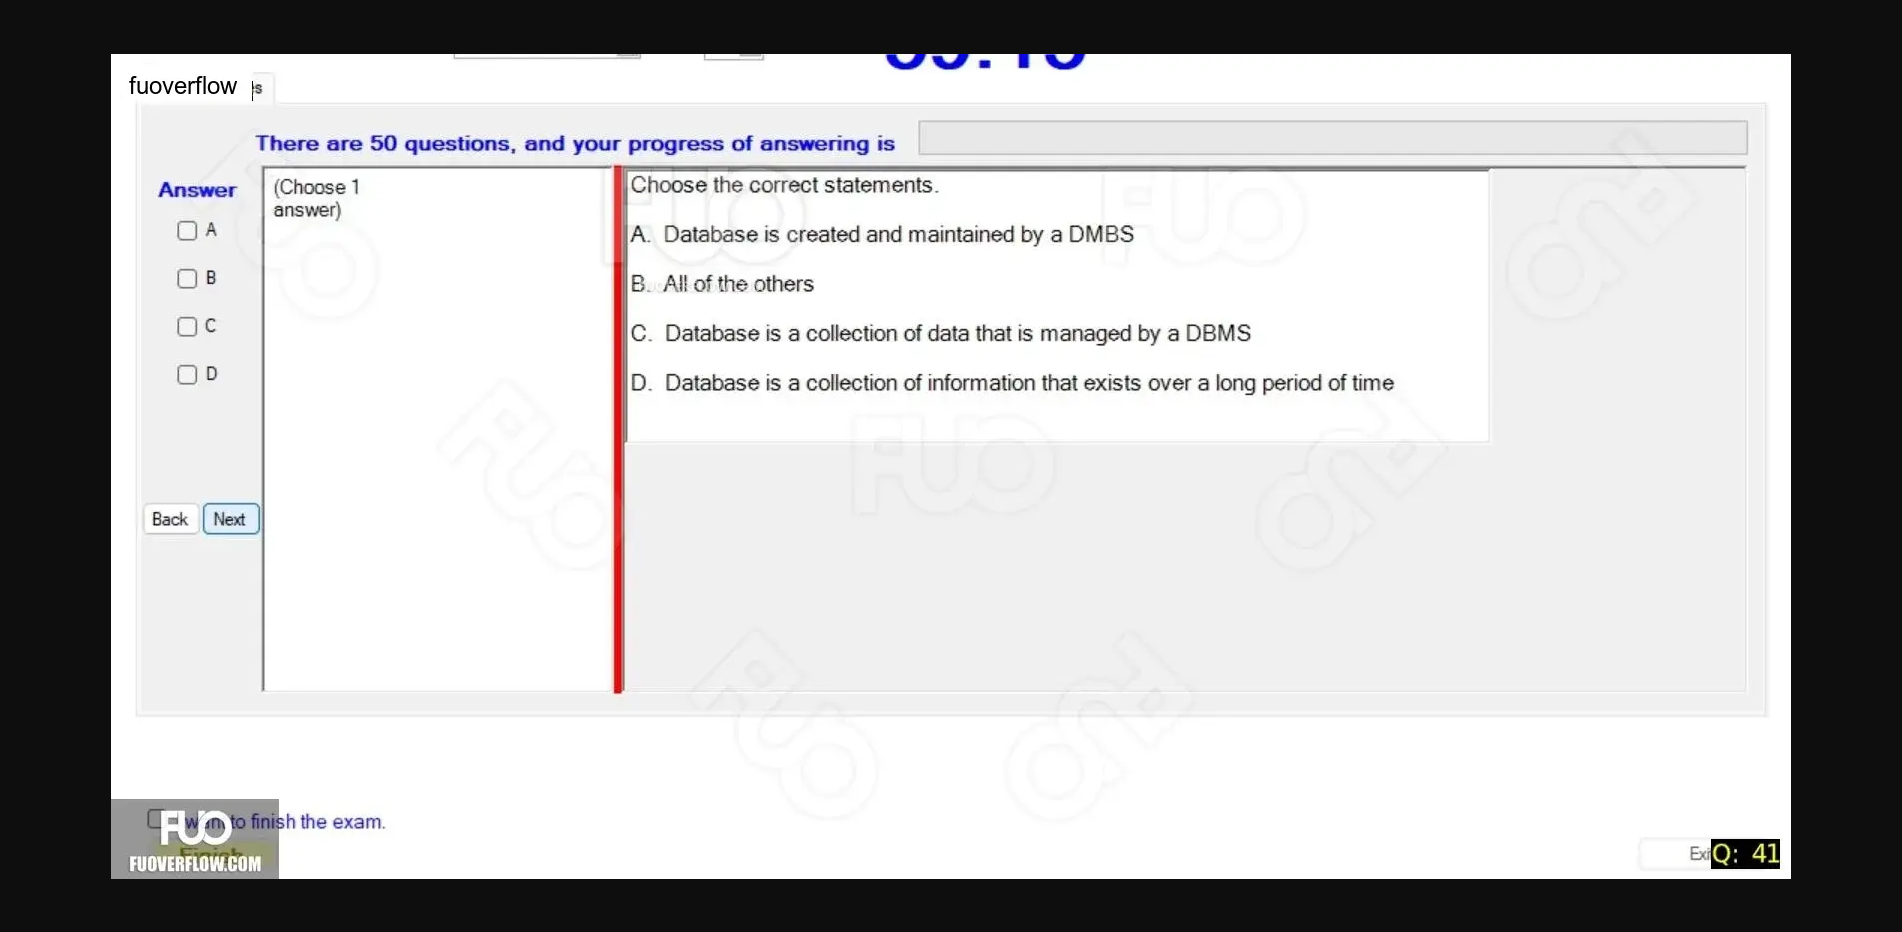 fuoverflow
There are 50 questions, and your progress of answering is
Answer
A
B
C
D
(Choose 1
answer)
Choose the correct statements.
A. Database is created and maintained by a DMBS
B. All of the others
C. Database is a collection of data that is managed by a DBMS
D. Database is a collection of information that exists over a long period of time
Back
Next
want to finish the exam.
Finish
FUO
FUOVERFLOW.COM
Exi
Q: 41